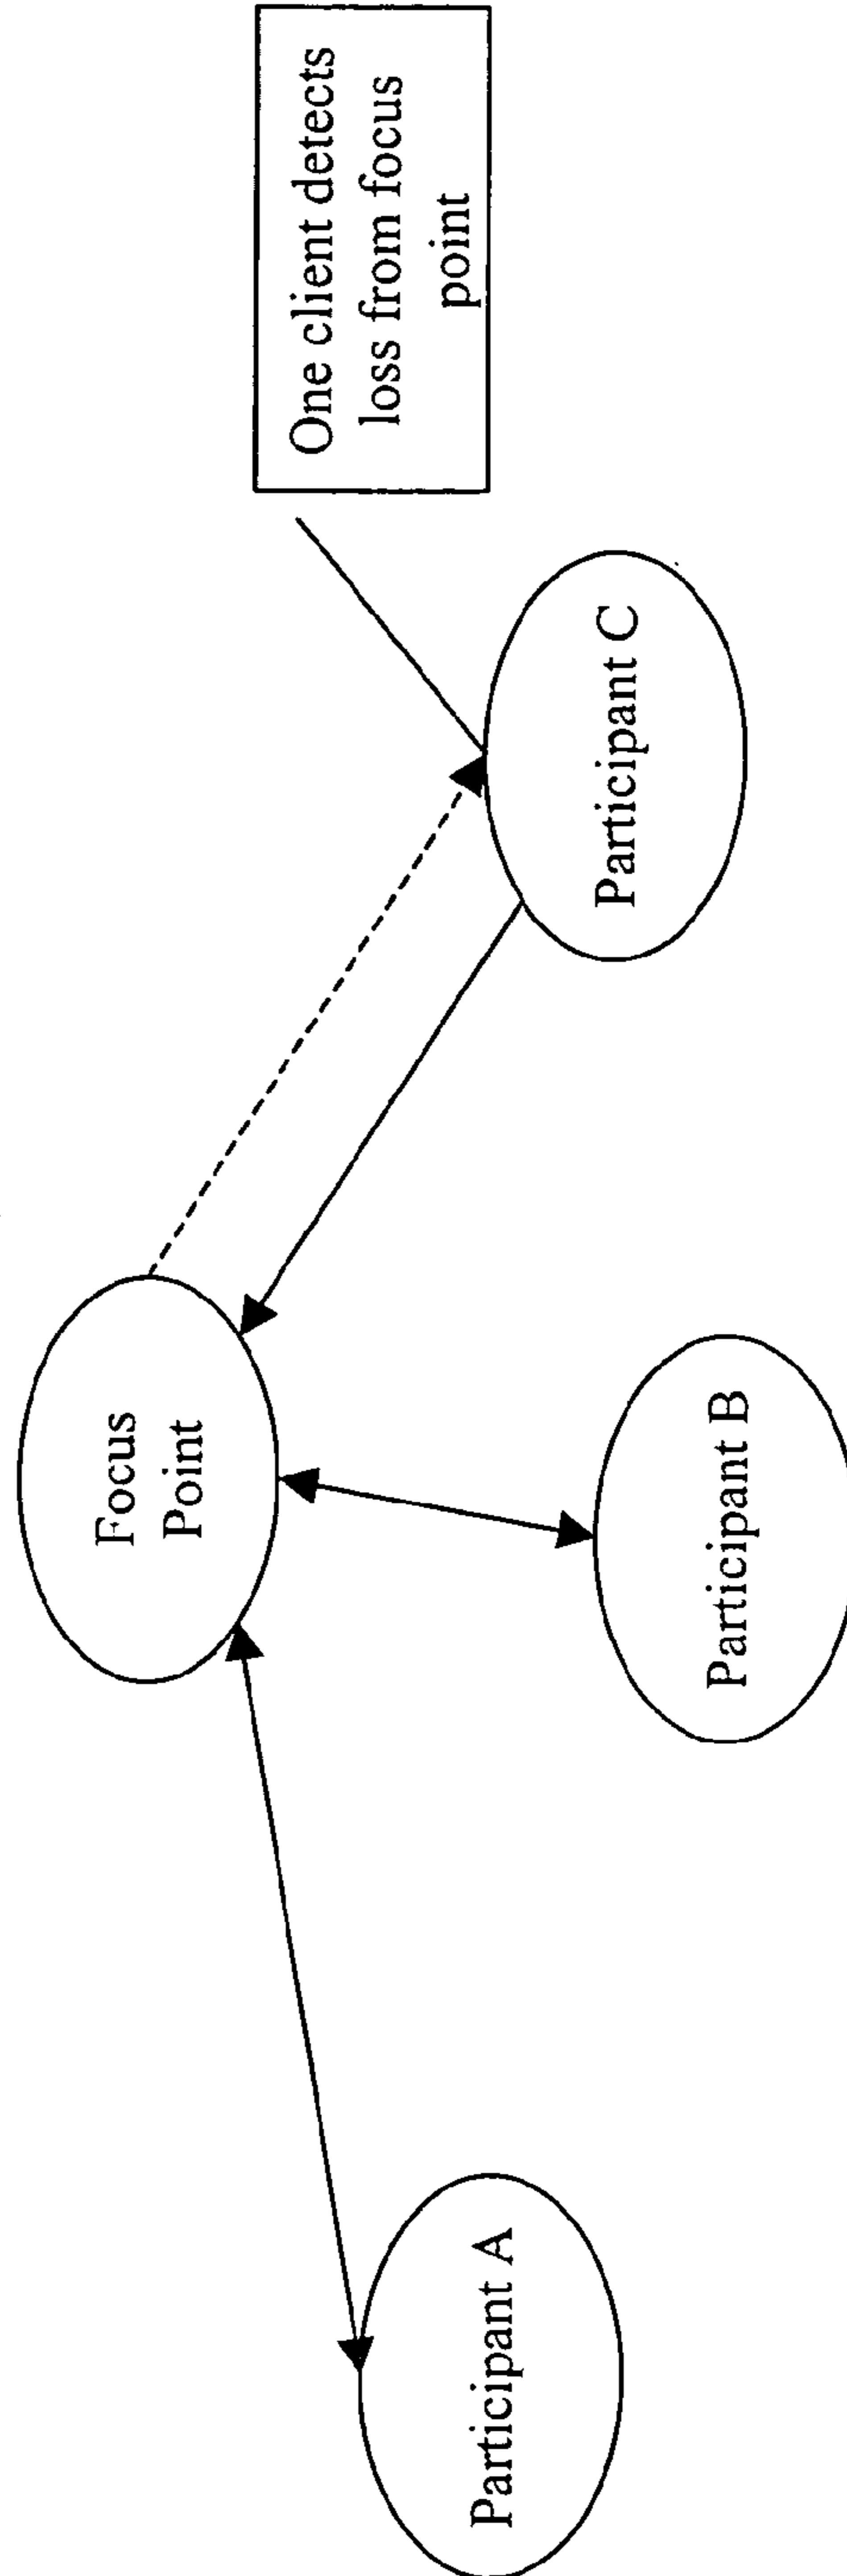 Focus
Point
One client detects
loss from focus
point
Participant A
Participant B
Participant C